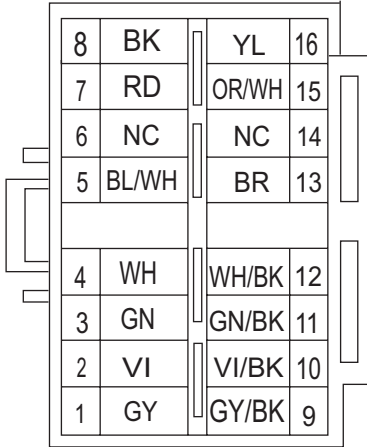 8 BK YL 16
7 RD OR/WH 15
6 NC NC 14
5 BL/WH BR 13
4 WH WH/BK 12
3 GN GN/BK 11
2 VI VI/BK 10
1 GY GY/BK 9